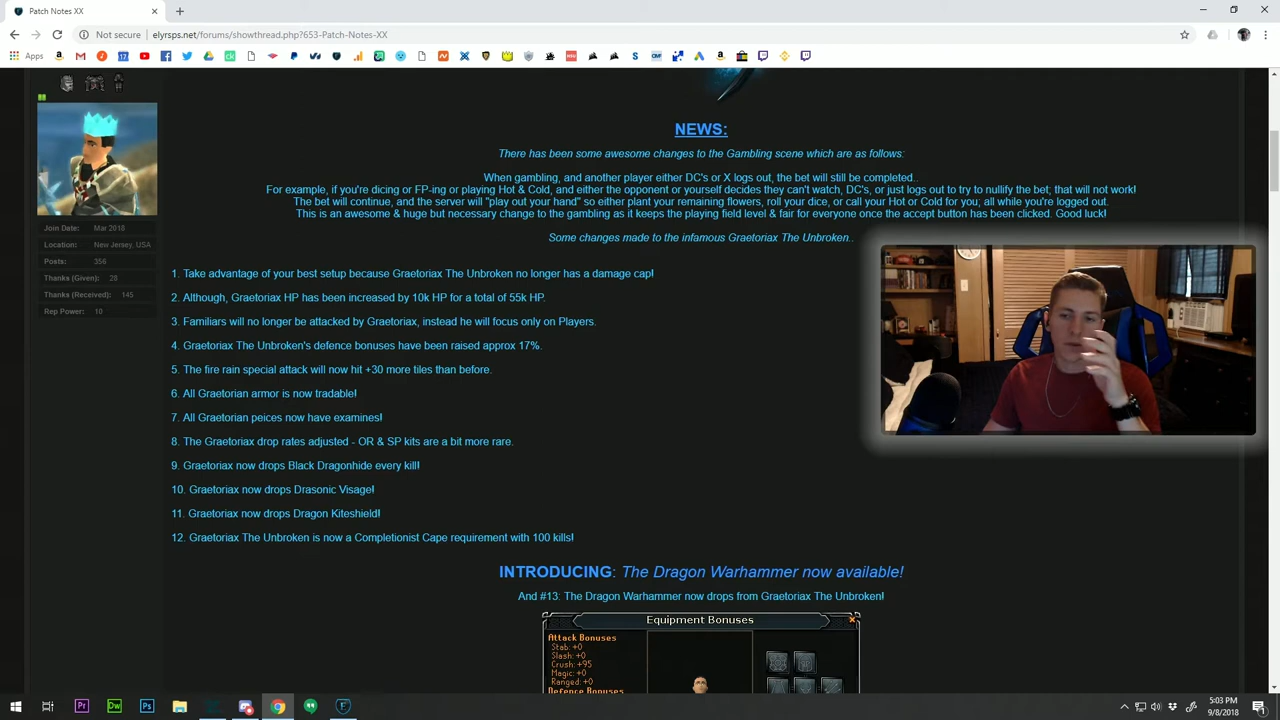 Patch Notes XX
Not secure
elyrsps.net/forums/showthread.php?653-Patch-Notes-XX
Apps
NEWS:
There has been some awesome changes to the Gambling scene which are as follows:
When gambling, and another player either DC's or X logs out, the bet will still be completed..
For example, if you're dicing or FP-ing or playing Hot & Cold, and either the opponent or yourself decides they can't watch, DC's, or just logs out to try to nullify the bet; that will not work!
The bet will continue, and the server will "play out your hand" so either plant your remaining flowers, roll your dice, or call your Hot or Cold for you; all while you're logged out.
This is an awesome & huge but necessary change to the gambling as it keeps the playing field level & fair for everyone once the accept button has been clicked. Good luck!
Some changes made to the infamous Graetoriax The Unbroken..
Join Date: Mar 2018
Location: New Jersey, USA
Posts: 356
Thanks (Given): 28
Thanks (Received): 145
Rep Power: 10
1. Take advantage of your best setup because Graetoriax The Unbroken no longer has a damage cap!
2. Although, Graetoriax HP has been increased by 10k HP for a total of 55k HP.
3. Familiars will no longer be attacked by Graetoriax, instead he will focus only on Players.
4. Graetoriax The Unbroken's defence bonuses have been raised approx 17%.
5. The fire rain special attack will now hit +30 more tiles than before.
6. All Graetorian armor is now tradable!
7. All Graetorian peices now have examines!
8. The Graetoriax drop rates adjusted - OR & SP kits are a bit more rare.
9. Graetoriax now drops Black Dragonhide every kill!
10. Graetoriax now drops Drasonic Visage!
11. Graetoriax now drops Dragon Kiteshield!
12. Graetoriax The Unbroken is now a Completionist Cape requirement with 100 kills!
INTRODUCING: The Dragon Warhammer now available!
And #13: The Dragon Warhammer now drops from Graetoriax The Unbroken!
Equipment Bonuses
Attack Bonuses
Stab: +0
Slash: +0
Crush: +95
Magic: +0
Ranged: +0
Defence Bonuses
5:03 PM
9/8/2018